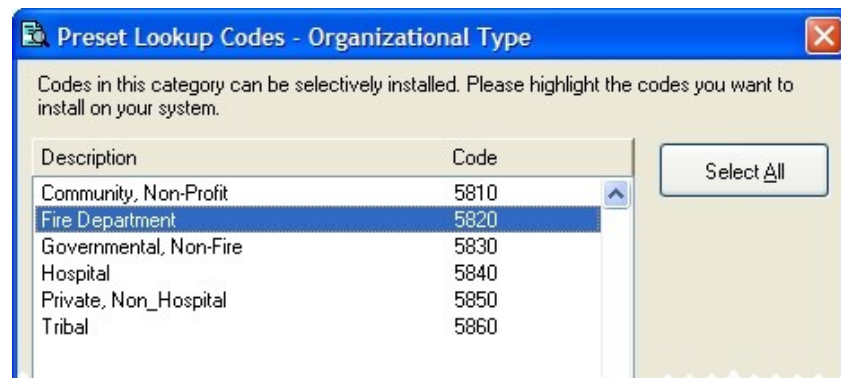 Preset Lookup Codes - Organizational Type
Codes in this category can be selectively installed. Please highlight the codes you want to
install on your system.
Description Code
Select All
Community, Non-Profit 5810
Fire Department 5820
Governmental, Non-Fire 5830
Hospital 5840
Private, Non_Hospital 5850
Tribal 5860